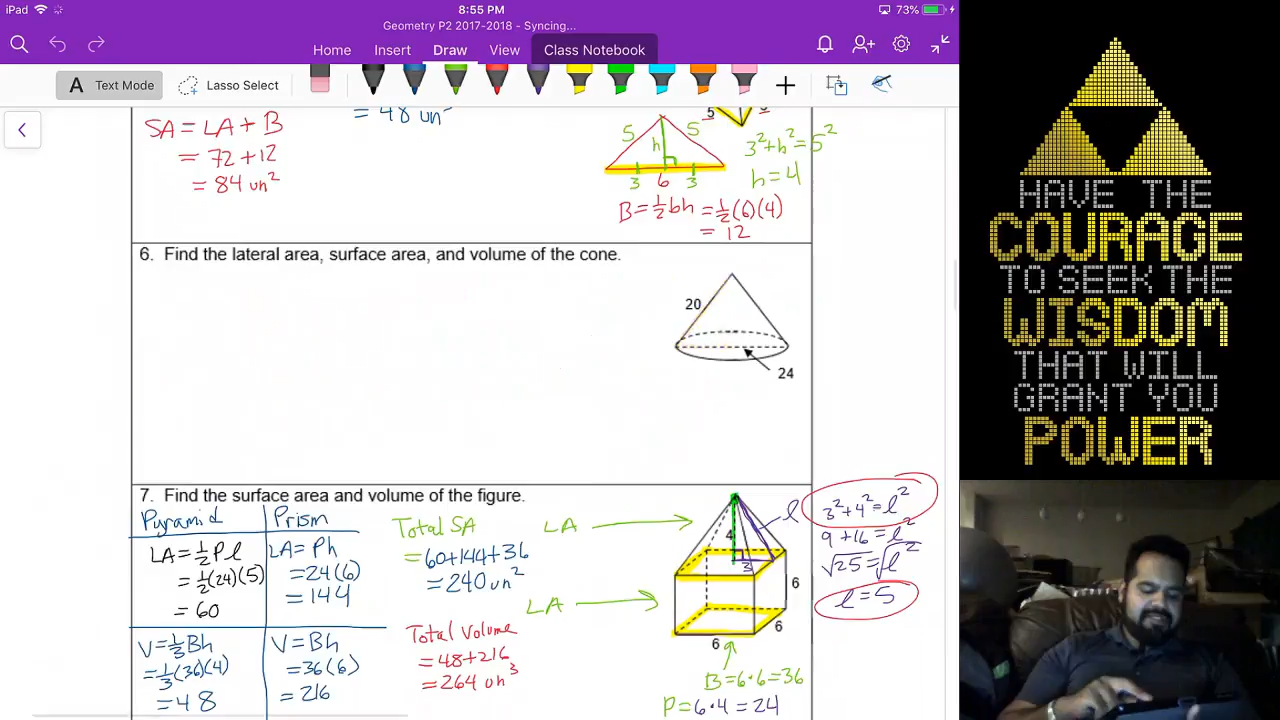 iPad
8:55 PM
73%
Geometry P2 2017-2018 - Syncing...
Home Insert Draw View Class Notebook
A Text Mode Lasso Select
SA = LA + B
= 72 + 12
= 84 un²
= 48 un²
5 5 h
3 6 3
5
3² + h² = 5²
h = 4
B = ½bh = ½(6)(4)
= 12
6. Find the lateral area, surface area, and volume of the cone.
20
24
7. Find the surface area and volume of the figure.
Pyramid
LA = ½Pl
= ½(24)(5)
= 60
V = ⅓Bh
= ⅓(36)(4)
= 48
Prism
LA = Ph
= 24(6)
= 144
V = Bh
= 36(6)
= 216
Total SA
= 60+144+36
= 240 un²
LA
LA
Total Volume
= 48+216
= 264 un³
4
3
l
6
6
6
B = 6·6 = 36
P = 6·4 = 24
3² + 4² = l²
9 + 16 = l²
√25 = √l²
l = 5
HAVE THE
COURAGE
TO SEEK THE
WISDOM
THAT WILL
GRANT YOU
POWER